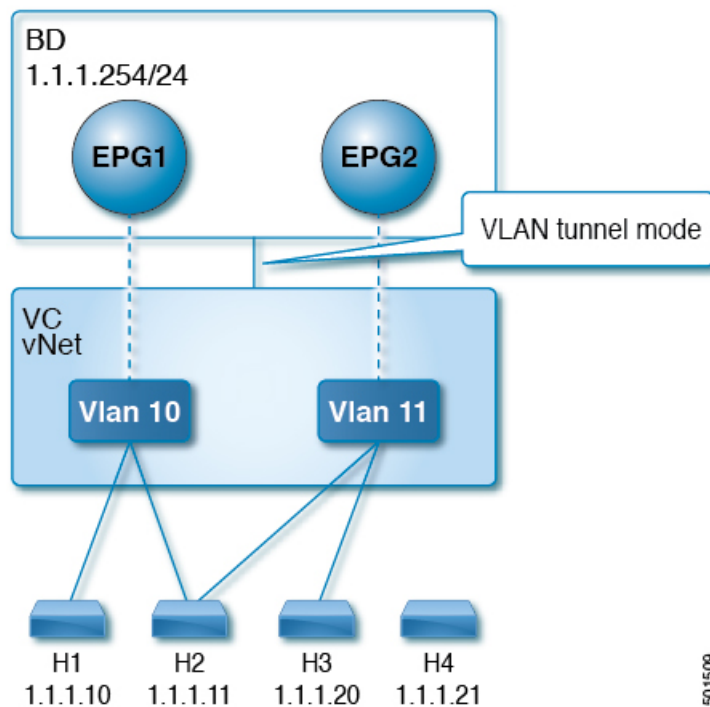 BD
1.1.1.254/24
EPG1
EPG2
VLAN tunnel mode
VC
vNet
Vlan 10
Vlan 11
H1
1.1.1.10
H2
1.1.1.11
H3
1.1.1.20
H4
1.1.1.21
501509